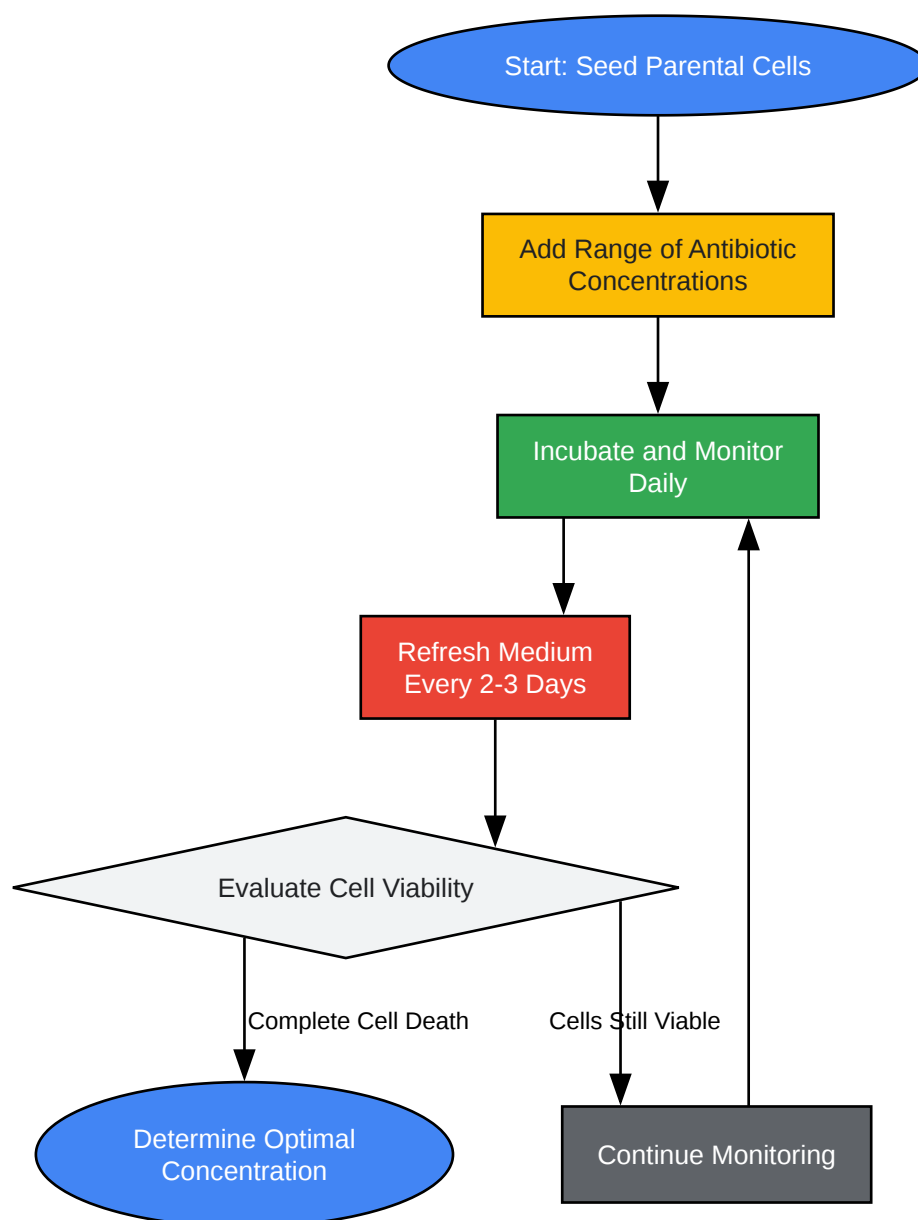 Start: Seed Parental Cells
Add Range of Antibiotic
Concentrations
Incubate and Monitor
Daily
Refresh Medium
Every 2-3 Days
Evaluate Cell Viability
Complete Cell Death
Cells Still Viable
Determine Optimal
Concentration
Continue Monitoring